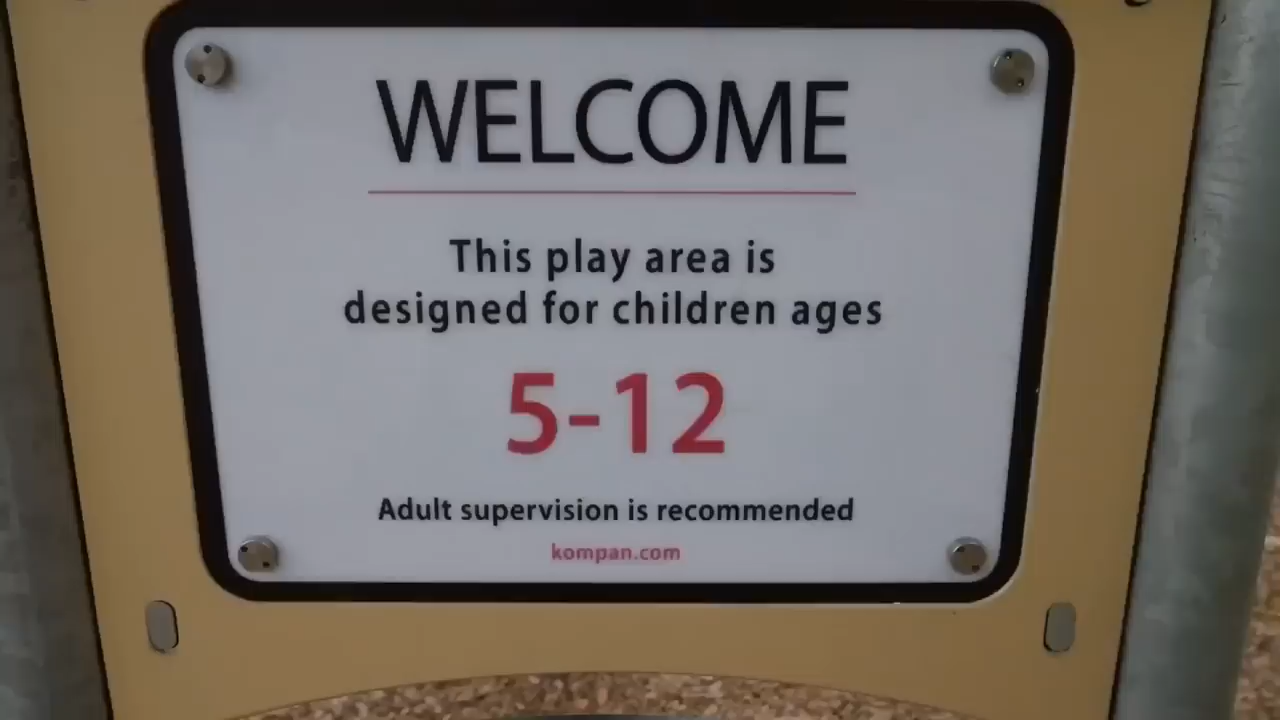 WELCOME
This play area is
designed for children ages
5-12
Adult supervision is recommended
kompan.com